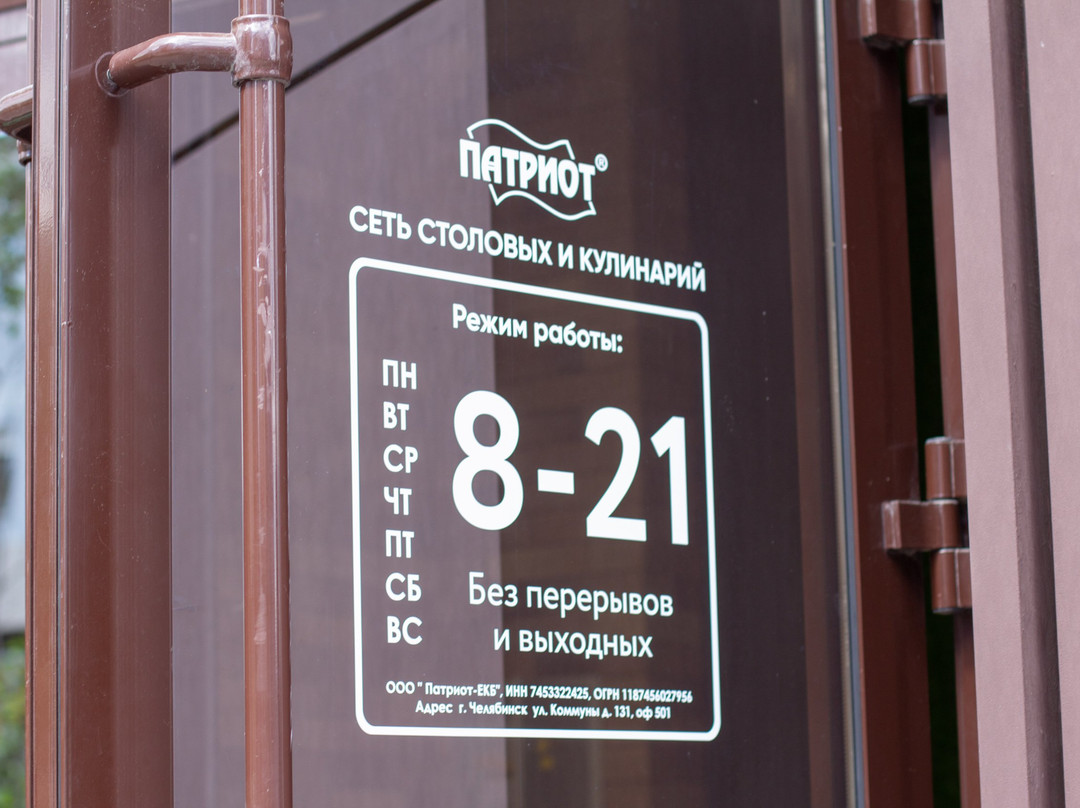 ПАТРИОТ®
СЕТЬ СТОЛОВЫХ И КУЛИНАРИЙ
Режим работы:
ПН
ВТ
СР
ЧТ
ПТ
СБ
ВС
8-21
Без перерывов
и выходных
ООО " Патриот-ЕКБ", ИНН 7453322425, ОГРН 1187456027956
Адрес г. Челябинск ул. Коммуны д. 131, оф 501